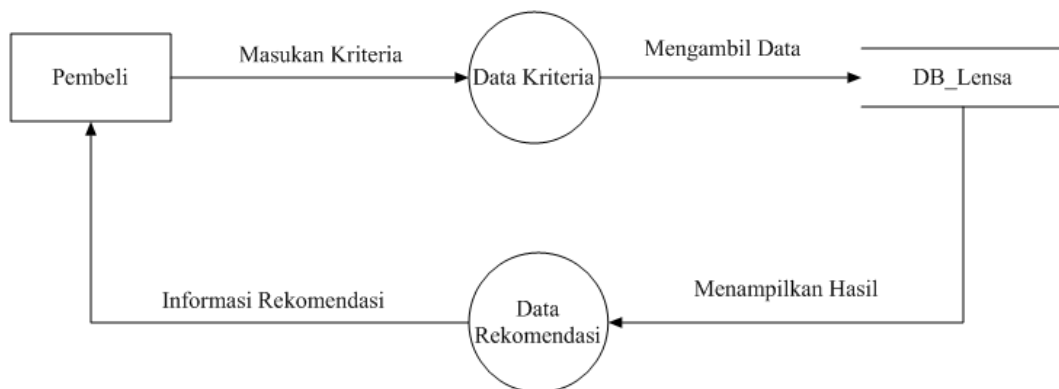 Masukan Kriteria
Mengambil Data
Pembeli
Data Kriteria
DB_Lensa
Informasi Rekomendasi
Data
Rekomendasi
Menampilkan Hasil